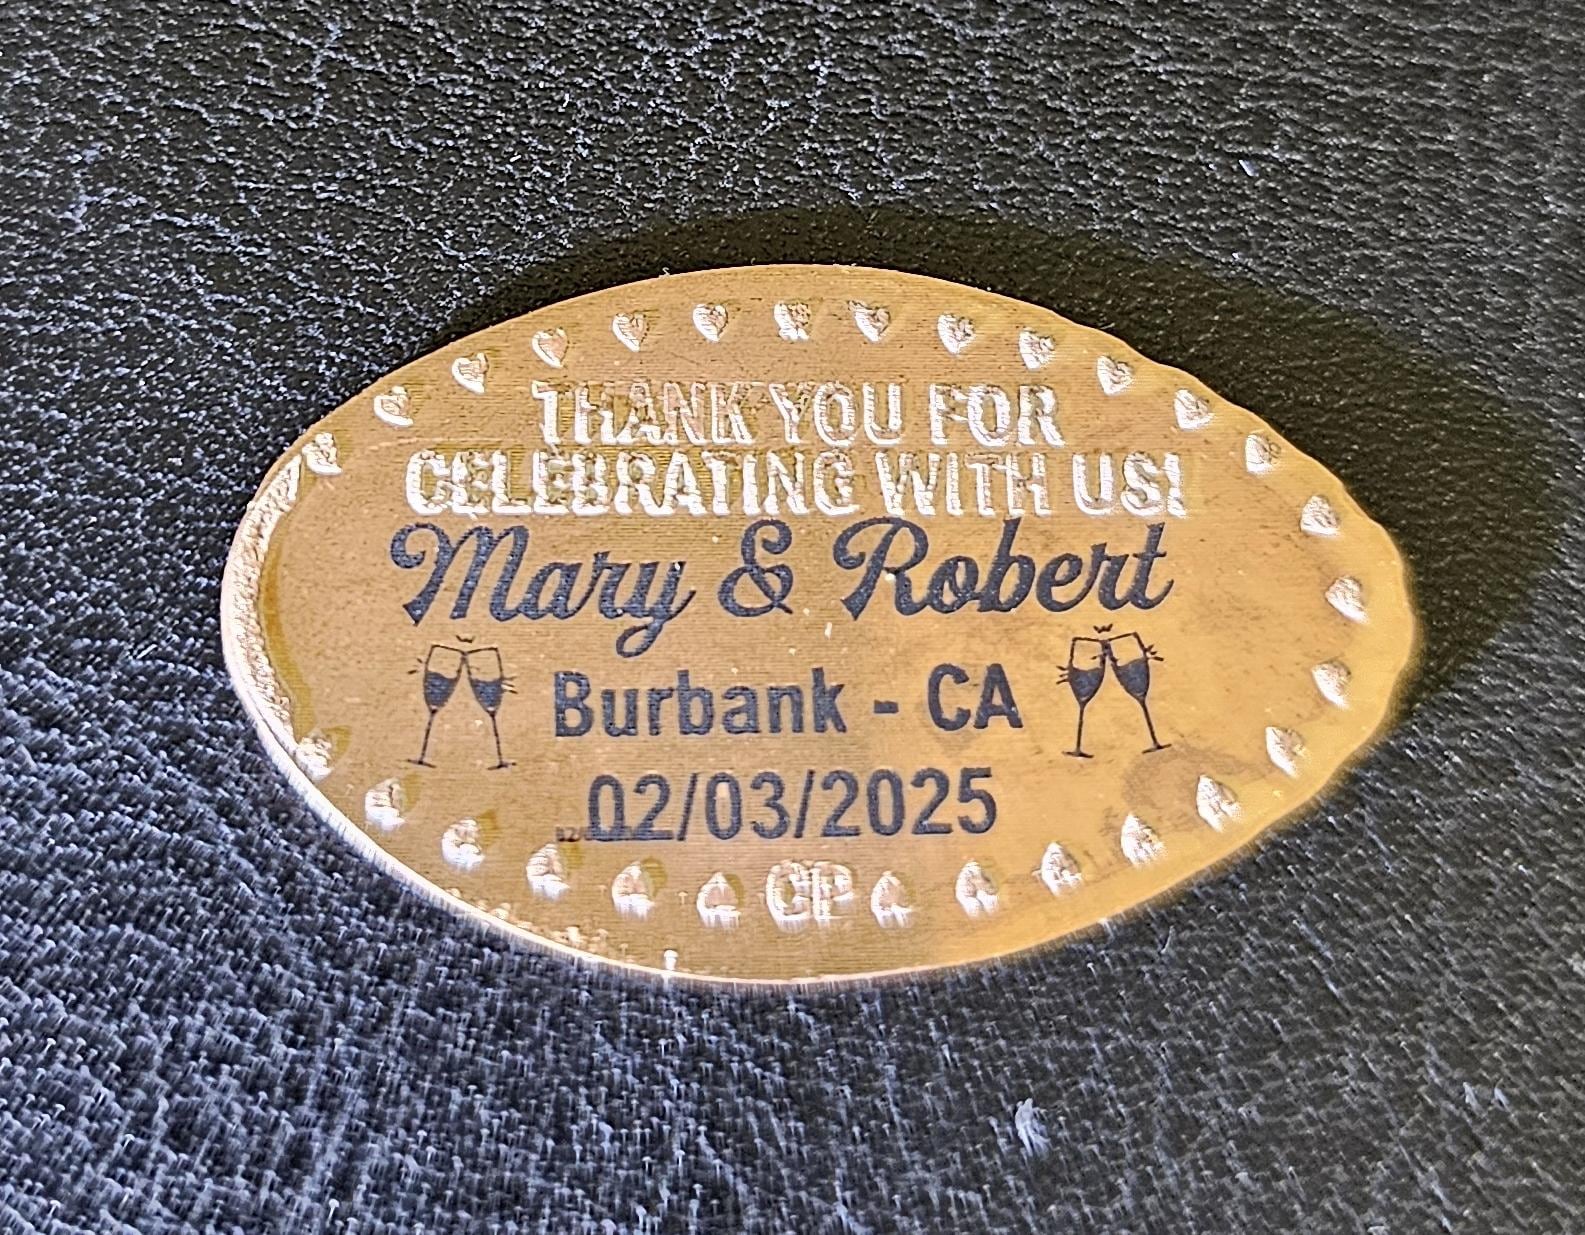 THANK YOU FOR
CELEBRATING WITH US!
Mary & Robert
Burbank - CA
02/03/2025
CP